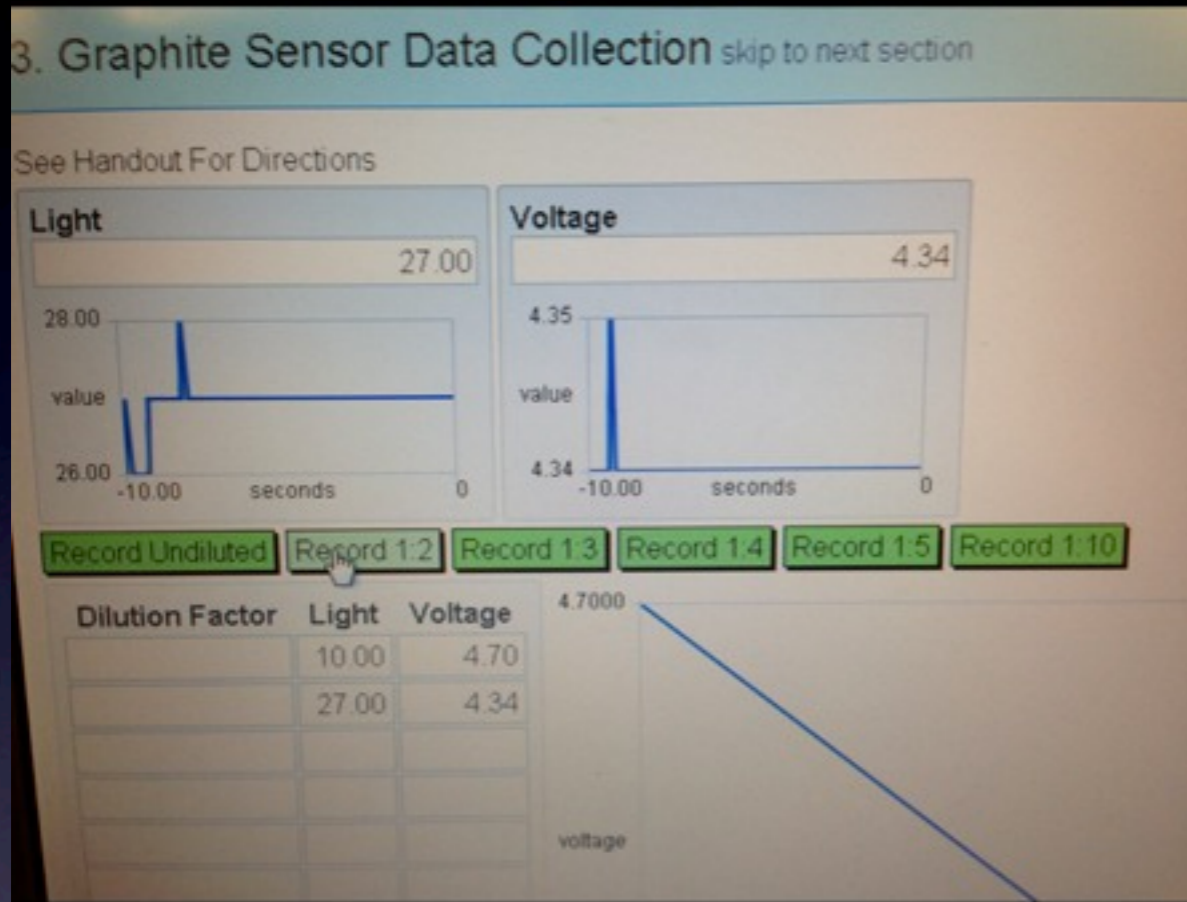 3. Graphite Sensor Data Collection skip to next section
See Handout For Directions
Light
27.00
28.00
value
26.00
-10.00 seconds 0
Voltage
4.34
4.35
value
4.34
-10.00 seconds 0
Record Undiluted Record 1:2 Record 1:3 Record 1:4 Record 1:5 Record 1:10
Dilution Factor Light Voltage
10.00 4.70
27.00 4.34
4.7000
voltage